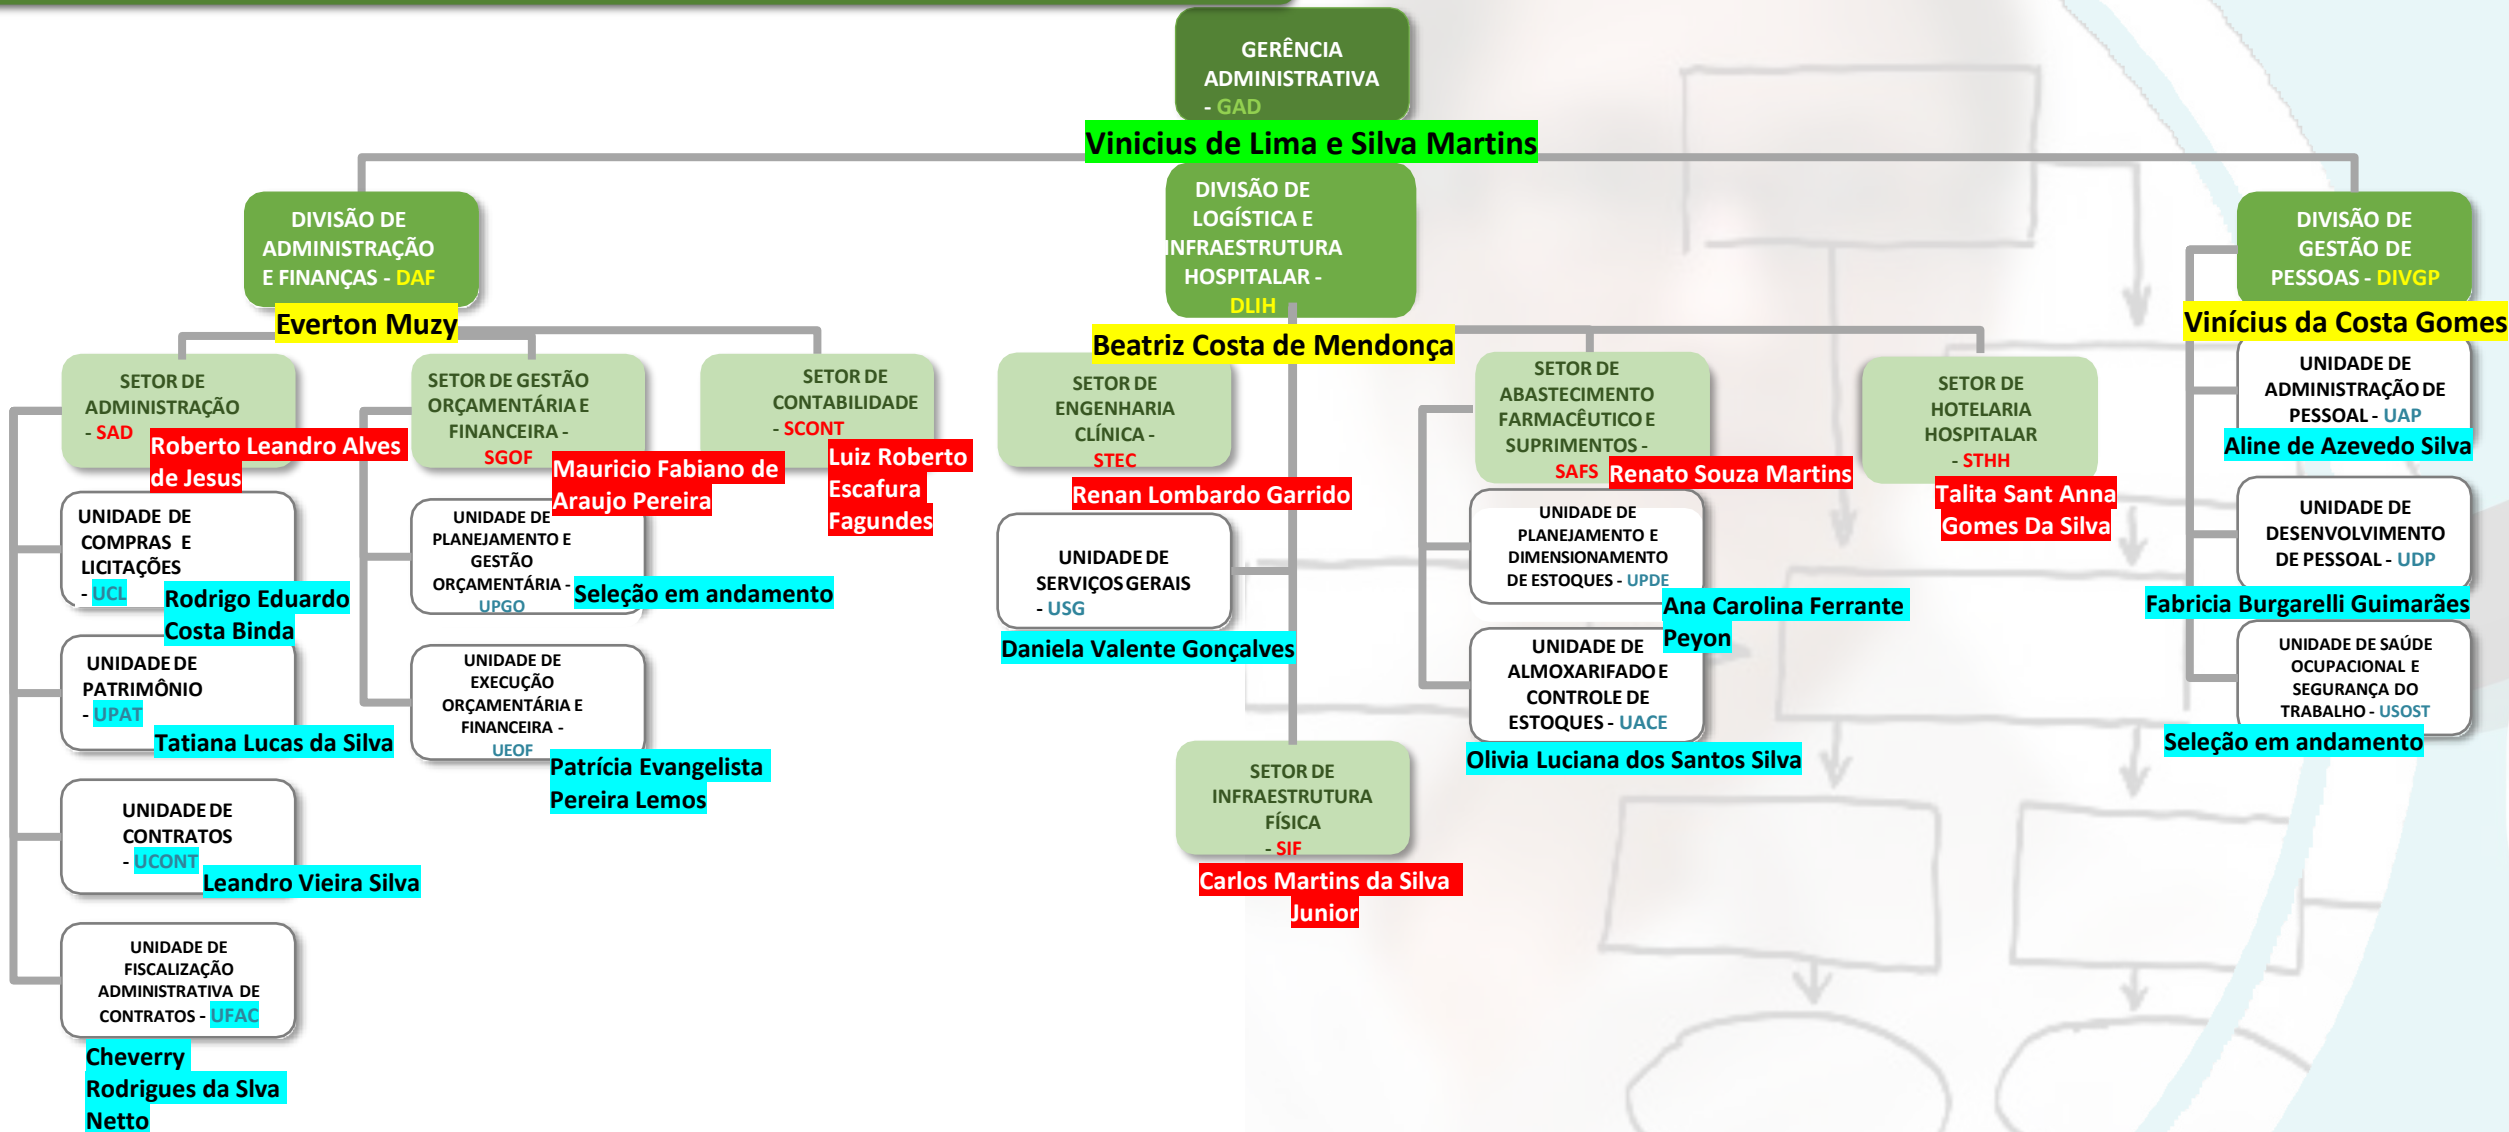 GERÊNCIA
ADMINISTRATIVA
- GAD
Vinicius de Lima e Silva Martins
DIVISÃO DE
ADMINISTRAÇÃO
E FINANÇAS - DAF
Everton Muzy
SETOR DE
ADMINISTRAÇÃO
- SAD
Roberto Leandro Alves
de Jesus
UNIDADE DE
COMPRAS E
LICITAÇÕES
- UCL
Rodrigo Eduardo
Costa Binda
UNIDADE DE
PATRIMÔNIO
- UPAT
Tatiana Lucas da Silva
UNIDADE DE
CONTRATOS
- UCONT
Leandro Vieira Silva
UNIDADE DE
FISCALIZAÇÃO
ADMINISTRATIVA DE
CONTRATOS - UFAC
Cheverry
Rodrigues da Slva
Netto
SETOR DE GESTÃO
ORÇAMENTÁRIA E
FINANCEIRA -
SGOF
Mauricio Fabiano de
Araujo Pereira
UNIDADE DE
PLANEJAMENTO E
GESTÃO
ORÇAMENTÁRIA -
UPGO
Seleção em andamento
UNIDADE DE
EXECUÇÃO
ORÇAMENTÁRIA E
FINANCEIRA -
UEOF
Patrícia Evangelista
Pereira Lemos
SETOR DE
CONTABILIDADE
- SCONT
Luiz Roberto
Escafura
Fagundes
DIVISÃO DE
LOGÍSTICA E
INFRAESTRUTURA
HOSPITALAR -
DLIH
Beatriz Costa de Mendonça
SETOR DE
ENGENHARIA
CLÍNICA -
STEC
Renan Lombardo Garrido
UNIDADE DE
SERVIÇOS GERAIS
- USG
Daniela Valente Gonçalves
SETOR DE
INFRAESTRUTURA
FÍSICA
- SIF
Carlos Martins da Silva
Junior
SETOR DE
ABASTECIMENTO
FARMACÊUTICO E
SUPRIMENTOS -
SAFS
Renato Souza Martins
UNIDADE DE
PLANEJAMENTO E
DIMENSIONAMENTO
DE ESTOQUES - UPDE
Ana Carolina Ferrante
Peyon
UNIDADE DE
ALMOXARIFADO E
CONTROLE DE
ESTOQUES - UACE
Olivia Luciana dos Santos Silva
SETOR DE
HOTELARIA
HOSPITALAR
- STHH
Talita Sant Anna
Gomes Da Silva
DIVISÃO DE
GESTÃO DE
PESSOAS - DIVGP
Vinícius da Costa Gomes
UNIDADE DE
ADMINISTRAÇÃO DE
PESSOAL - UAP
Aline de Azevedo Silva
UNIDADE DE
DESENVOLVIMENTO
DE PESSOAL - UDP
Fabricia Burgarelli Guimarães
UNIDADE DE SAÚDE
OCUPACIONAL E
SEGURANÇA DO
TRABALHO - USOST
Seleção em andamento